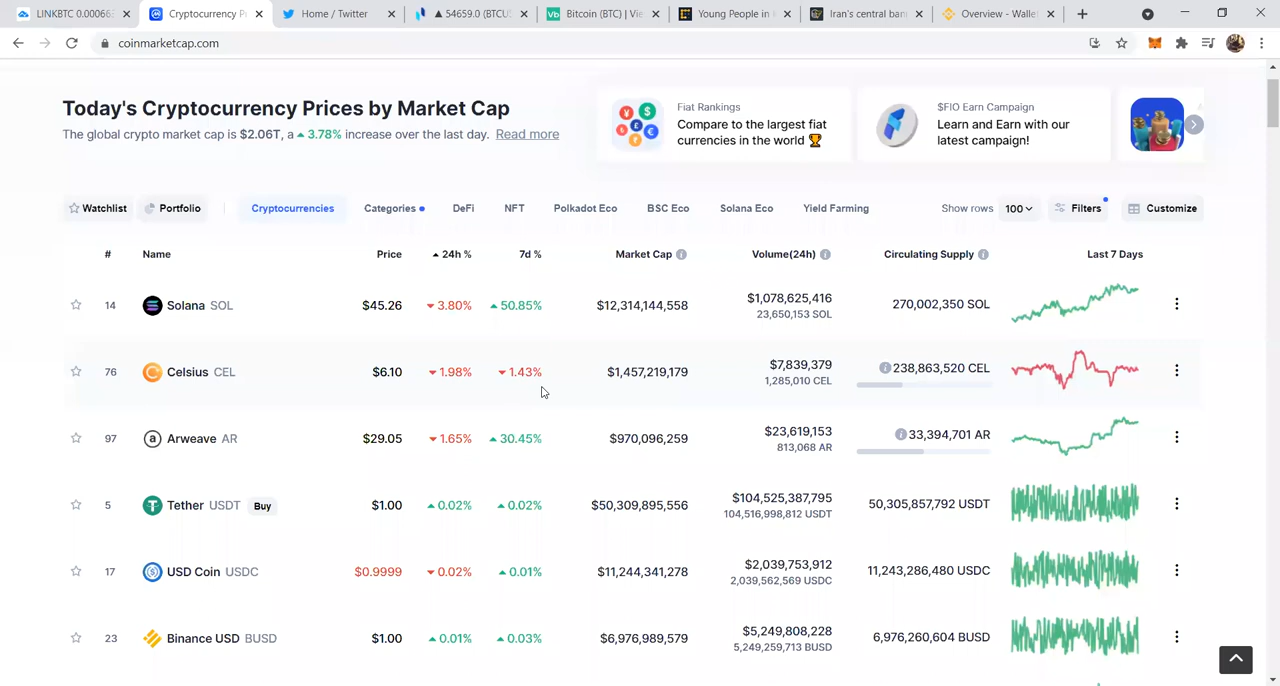 LINKBTC 0.00066
Cryptocurrency P
Home / Twitter
▲ 54659.0 (BTCU
Bitcoin (BTC) | Vi
Young People in
Iran's central ban
Overview - Walle
coinmarketcap.com
Today's Cryptocurrency Prices by Market Cap
The global crypto market cap is $2.06T, a ▲ 3.78% increase over the last day. Read more
Fiat Rankings
Compare to the largest fiat
currencies in the world
$FIO Earn Campaign
Learn and Earn with our
latest campaign!
Watchlist Portfolio Cryptocurrencies Categories DeFi NFT Polkadot Eco BSC Eco Solana Eco Yield Farming Show rows 100 Filters Customize
# Name Price ▲ 24h % 7d % Market Cap Volume(24h) Circulating Supply Last 7 Days
14 Solana SOL $45.26 ▼ 3.80% ▲ 50.85% $12,314,144,558 $1,078,625,416 270,002,350 SOL
23,650,153 SOL
76 Celsius CEL $6.10 ▼ 1.98% ▼ 1.43% $1,457,219,179 $7,839,379 238,863,520 CEL
1,285,010 CEL
97 Arweave AR $29.05 ▼ 1.65% ▲ 30.45% $970,096,259 $23,619,153 33,394,701 AR
813,068 AR
5 Tether USDT Buy $1.00 ▲ 0.02% ▲ 0.02% $50,309,895,556 $104,525,387,795 50,305,857,792 USDT
104,516,998,812 USDT
17 USD Coin USDC $0.9999 ▼ 0.02% ▲ 0.01% $11,244,341,278 $2,039,753,912 11,243,286,480 USDC
2,039,562,569 USDC
23 Binance USD BUSD $1.00 ▲ 0.01% ▲ 0.03% $6,976,989,579 $5,249,808,228 6,976,260,604 BUSD
5,249,259,713 BUSD